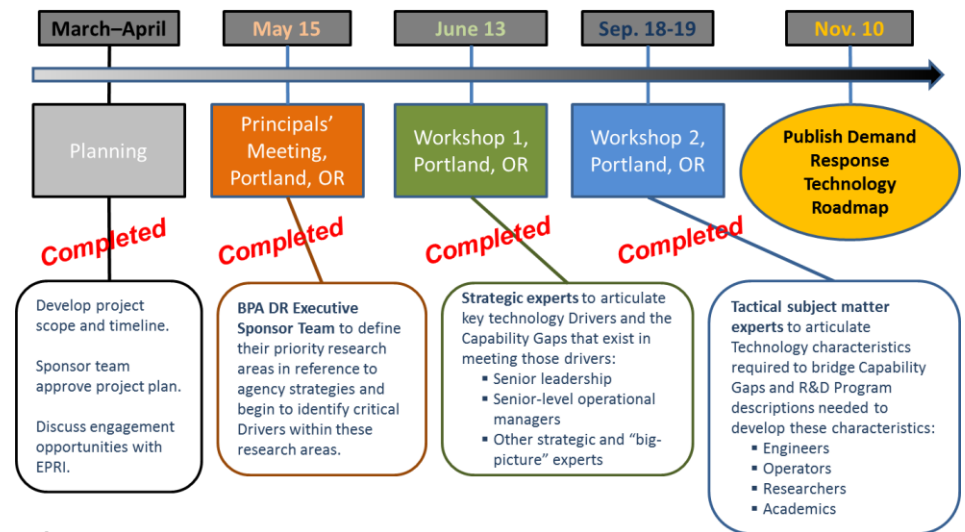 March–April
May 15
June 13
Sep. 18-19
Nov. 10
Planning
Principals’
Meeting,
Portland, OR
Workshop 1,
Portland, OR
Workshop 2,
Portland, OR
Publish Demand
Response
Technology
Roadmap
Completed
Completed
Completed
Completed
Develop project
scope and timeline.
Sponsor team
approve project plan.
Discuss engagement
opportunities with
EPRI.
BPA DR Executive
Sponsor Team to define
their priority research
areas in reference to
agency strategies and
begin to identify critical
Drivers within these
research areas.
Strategic experts to articulate
key technology Drivers and the
Capability Gaps that exist in
meeting those drivers:
▪ Senior leadership
▪ Senior-level operational
managers
▪ Other strategic and “big-
picture” experts
Tactical subject matter
experts to articulate
Technology characteristics
required to bridge Capability
Gaps and R&D Program
descriptions needed to
develop these characteristics:
▪ Engineers
▪ Operators
▪ Researchers
▪ Academics